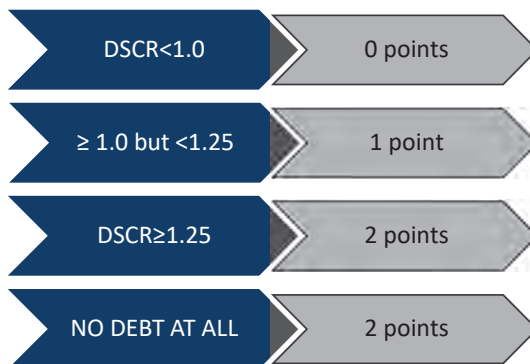 DSCR<1.0 0 points
≥ 1.0 but <1.25 1 point
DSCR≥1.25 2 points
NO DEBT AT ALL 2 points